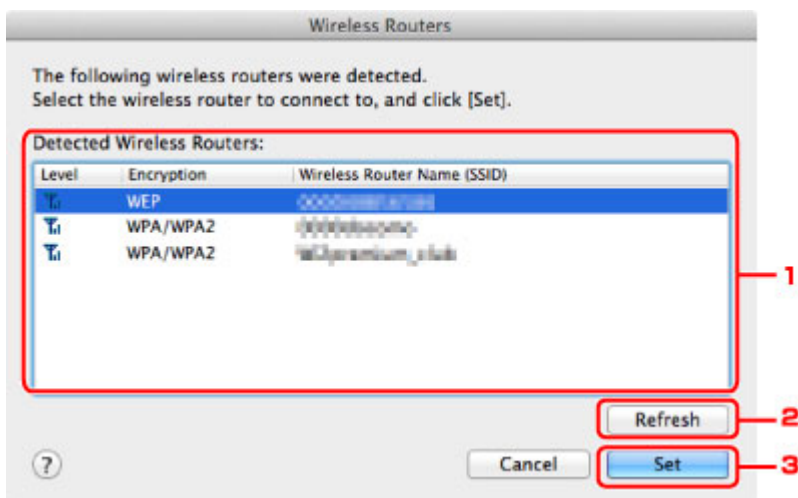 Wireless Routers
The following wireless routers were detected.
Select the wireless router to connect to, and click [Set].
Detected Wireless Routers:
Level Encryption Wireless Router Name (SSID)
WEP
WPA/WPA2
WPA/WPA2
1
Refresh 2
? Cancel Set 3